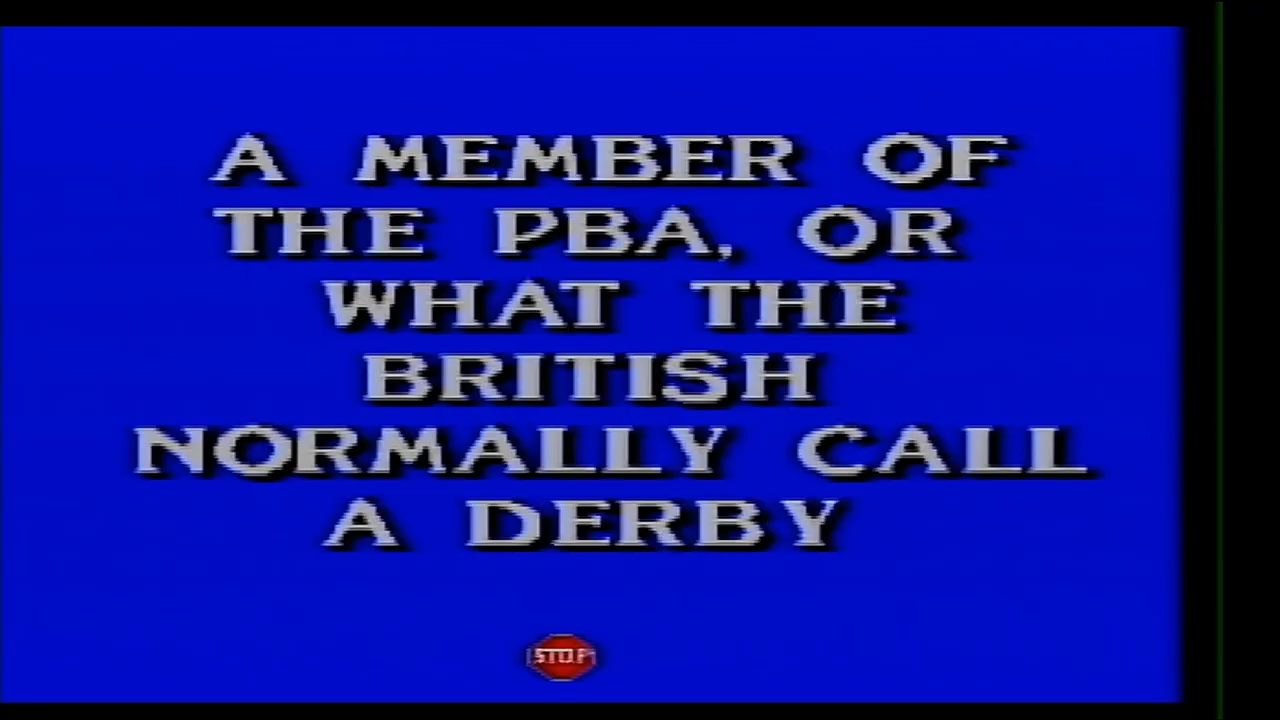 A MEMBER OF
THE PBA, OR
WHAT THE
BRITISH
NORMALLY CALL
A DERBY
STOP